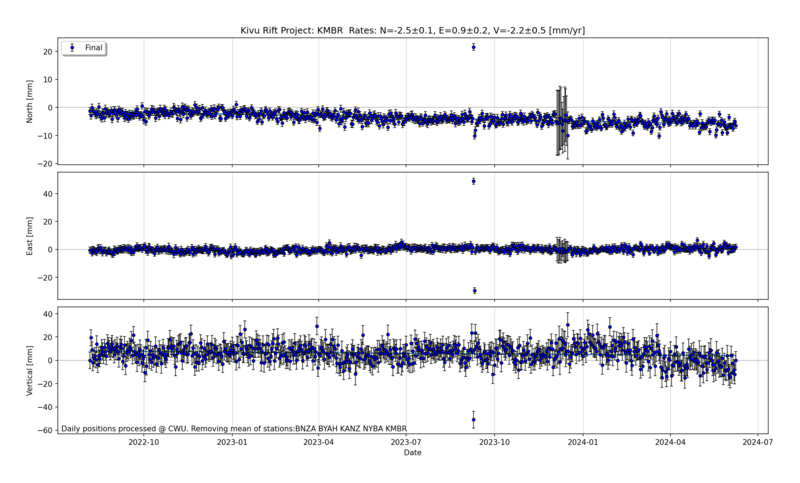 Kivu Rift Project: KMBR  Rates: N=-2.5±0.1, E=0.9±0.2, V=-2.2±0.5 [mm/yr]
Final
North [mm]
20
10
0
−10
−20
East [mm]
40
20
0
−20
Vertical [mm]
40
20
0
−20
−40
−60
Daily positions processed @ CWU. Removing mean of stations:BNZA BYAH KANZ NYBA KMBR
2022-10 2023-01 2023-04 2023-07 2023-10 2024-01 2024-04 2024-07
Date